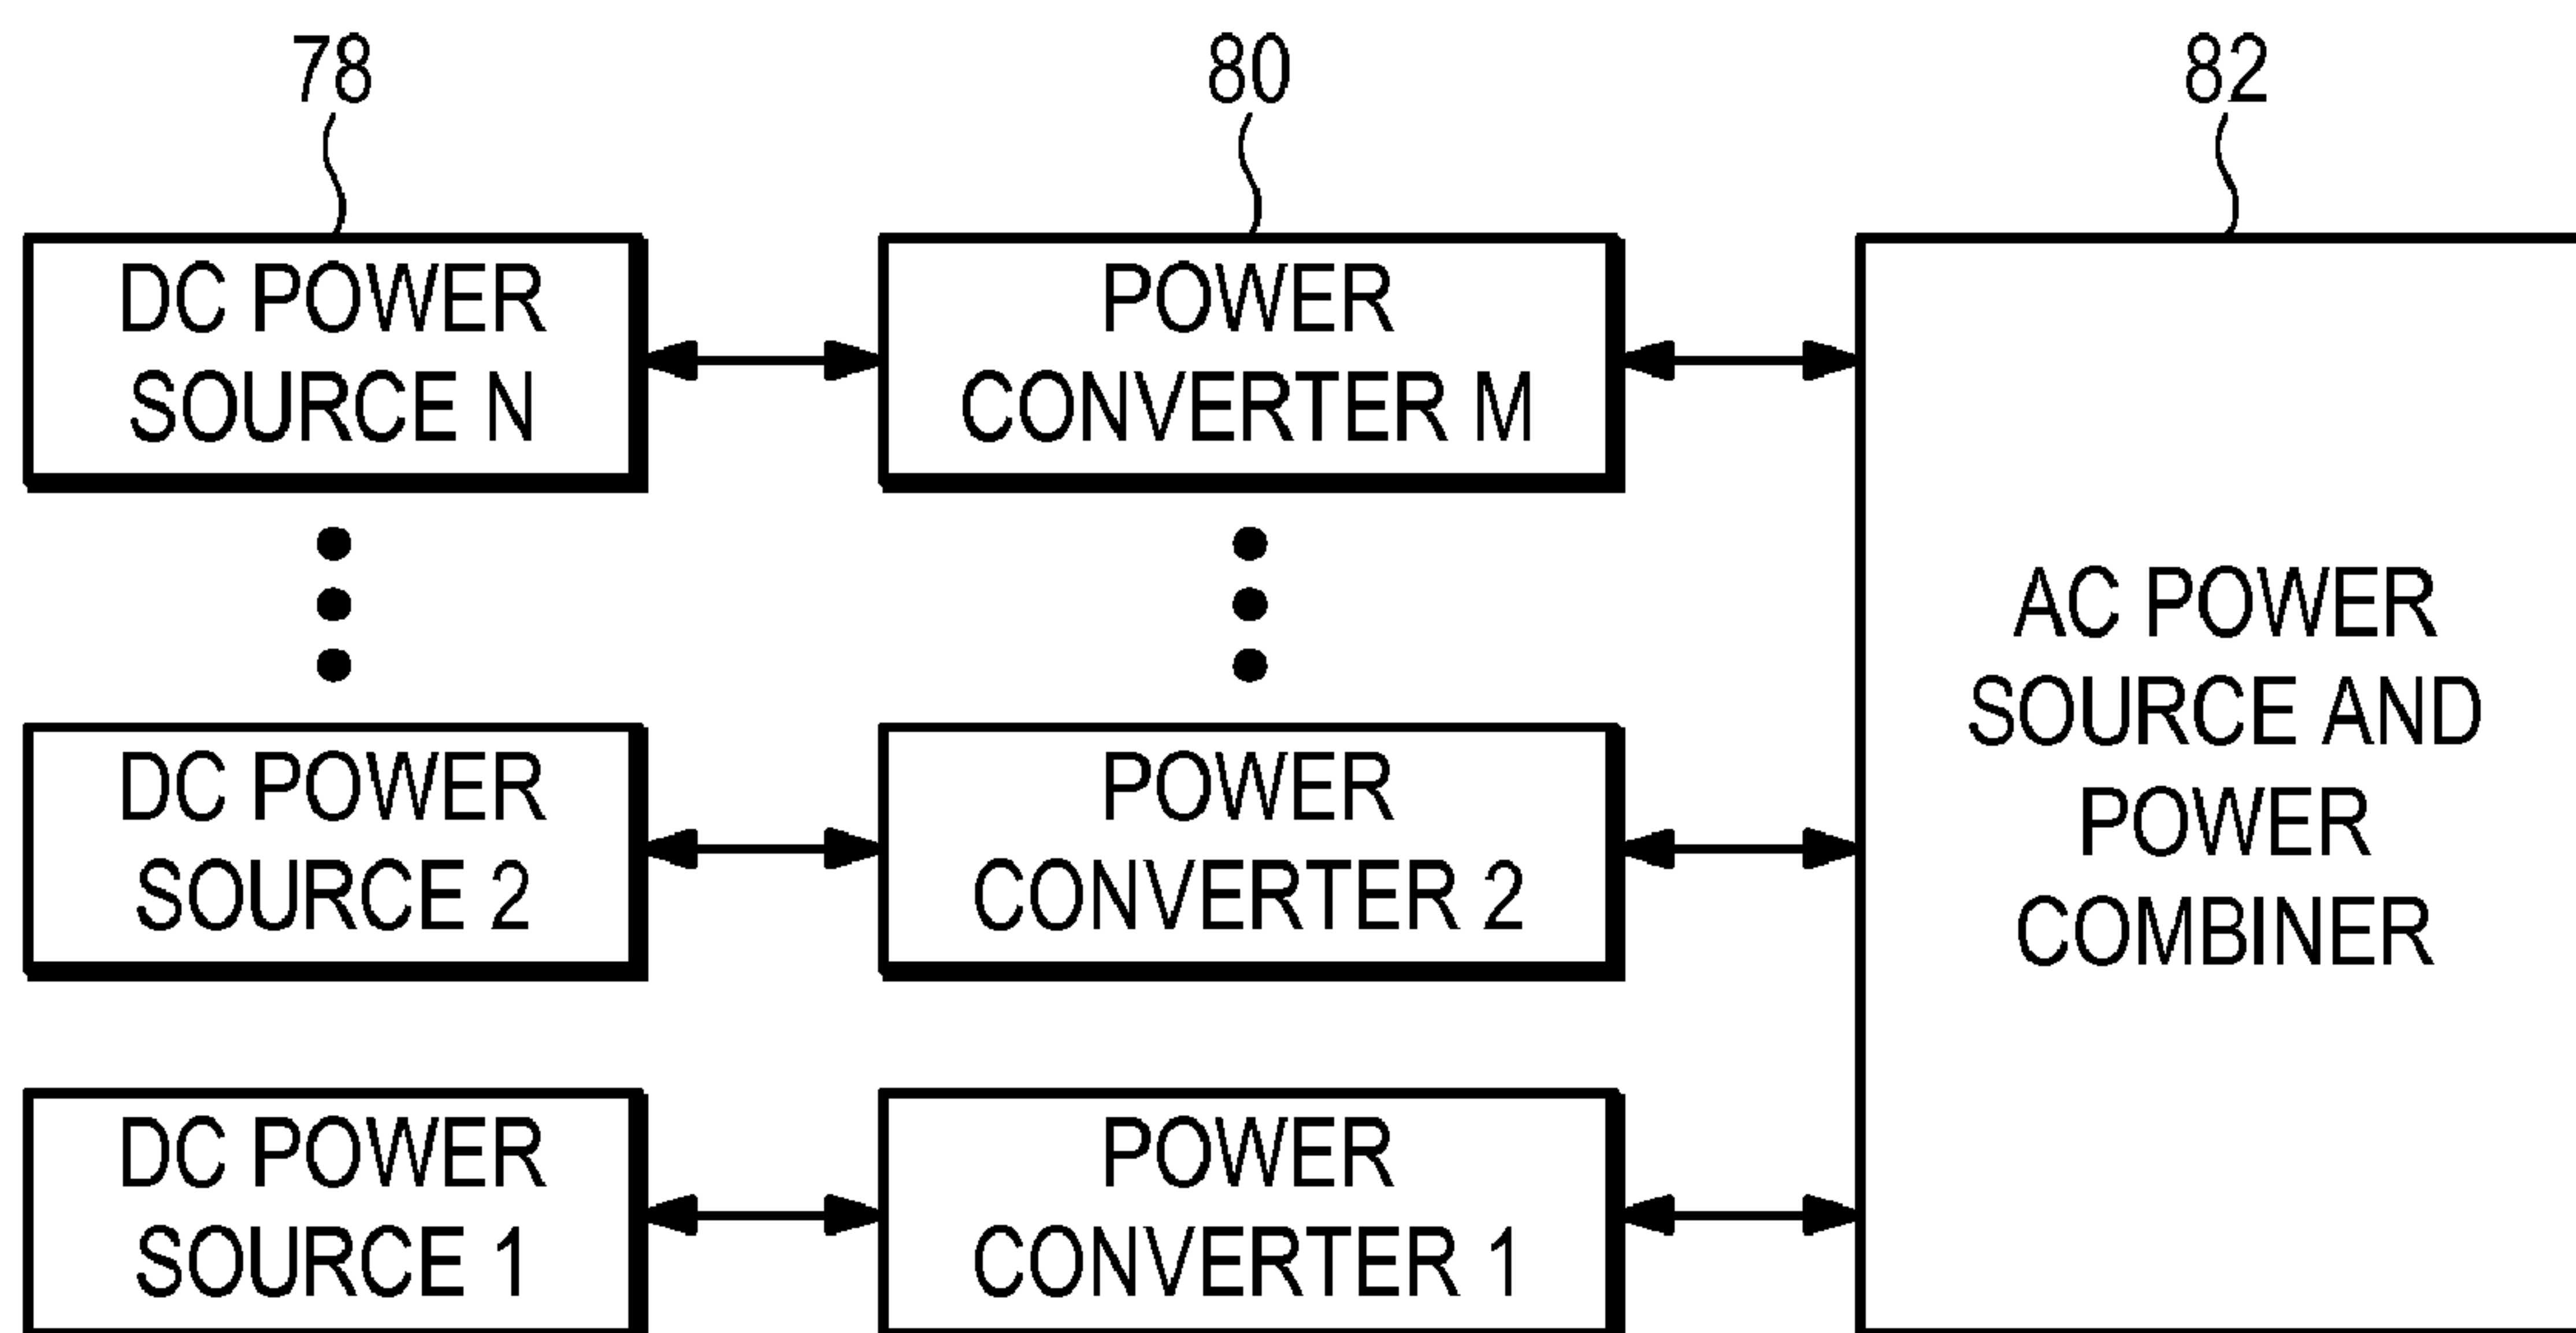 78
80
82
DC POWER
SOURCE N
POWER
CONVERTER M
DC POWER
SOURCE 2
POWER
CONVERTER 2
DC POWER
SOURCE 1
POWER
CONVERTER 1
AC POWER
SOURCE AND
POWER
COMBINER